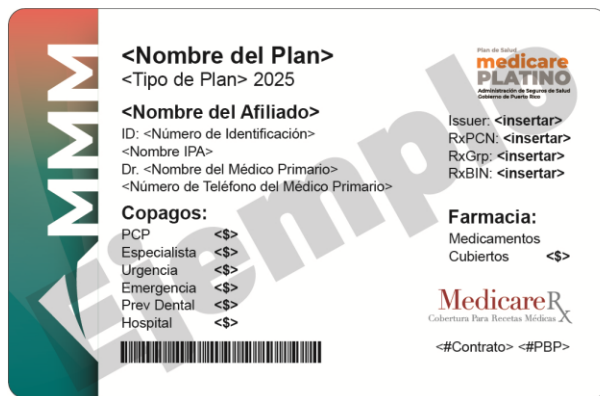 MMM
<Nombre del Plan>
<Tipo de Plan> 2025
Plan de Salud
medicare
PLATINO
Administración de Seguros de Salud
Gobierno de Puerto Rico
<Nombre del Afiliado>
ID: <Número de Identificación>
<Nombre IPA>
Dr. <Nombre del Médico Primario>
<Número de Teléfono del Médico Primario>
Issuer: <insertar>
RxPCN: <insertar>
RxGrp: <insertar>
RxBIN: <insertar>
Copagos:
PCP <$>
Especialista <$>
Urgencia <$>
Emergencia <$>
Prev Dental <$>
Hospital <$>
Farmacia:
Medicamentos
Cubiertos <$>
MedicareRx
Cobertura Para Recetas Médicas
<#Contrato> <#PBP>
Ejemplo